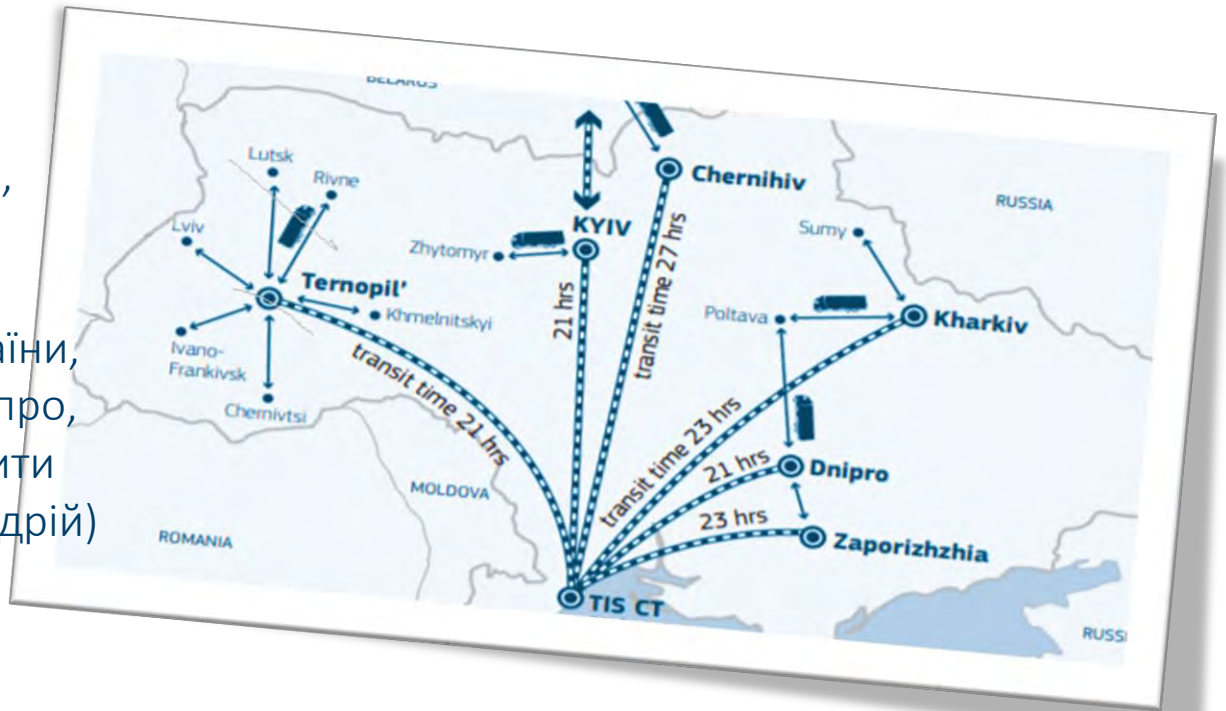 ,
аїни,
про,
ити
дрій)
BELARUS
Chernihiv
RUSSIA
Lutsk
Rivne
KYIV
Sumy
Lviv
Zhytomyr
Ternopil'
Khmelnitskyi
21 hrs
transit time 27 hrs
Poltava
Kharkiv
Ivano-
Frankivsk
Chernivtsi
transit time 21 hrs
transit time 23 hrs
21 hrs
Dnipro
MOLDOVA
23 hrs
Zaporizhzhia
ROMANIA
TIS CT
RUSS